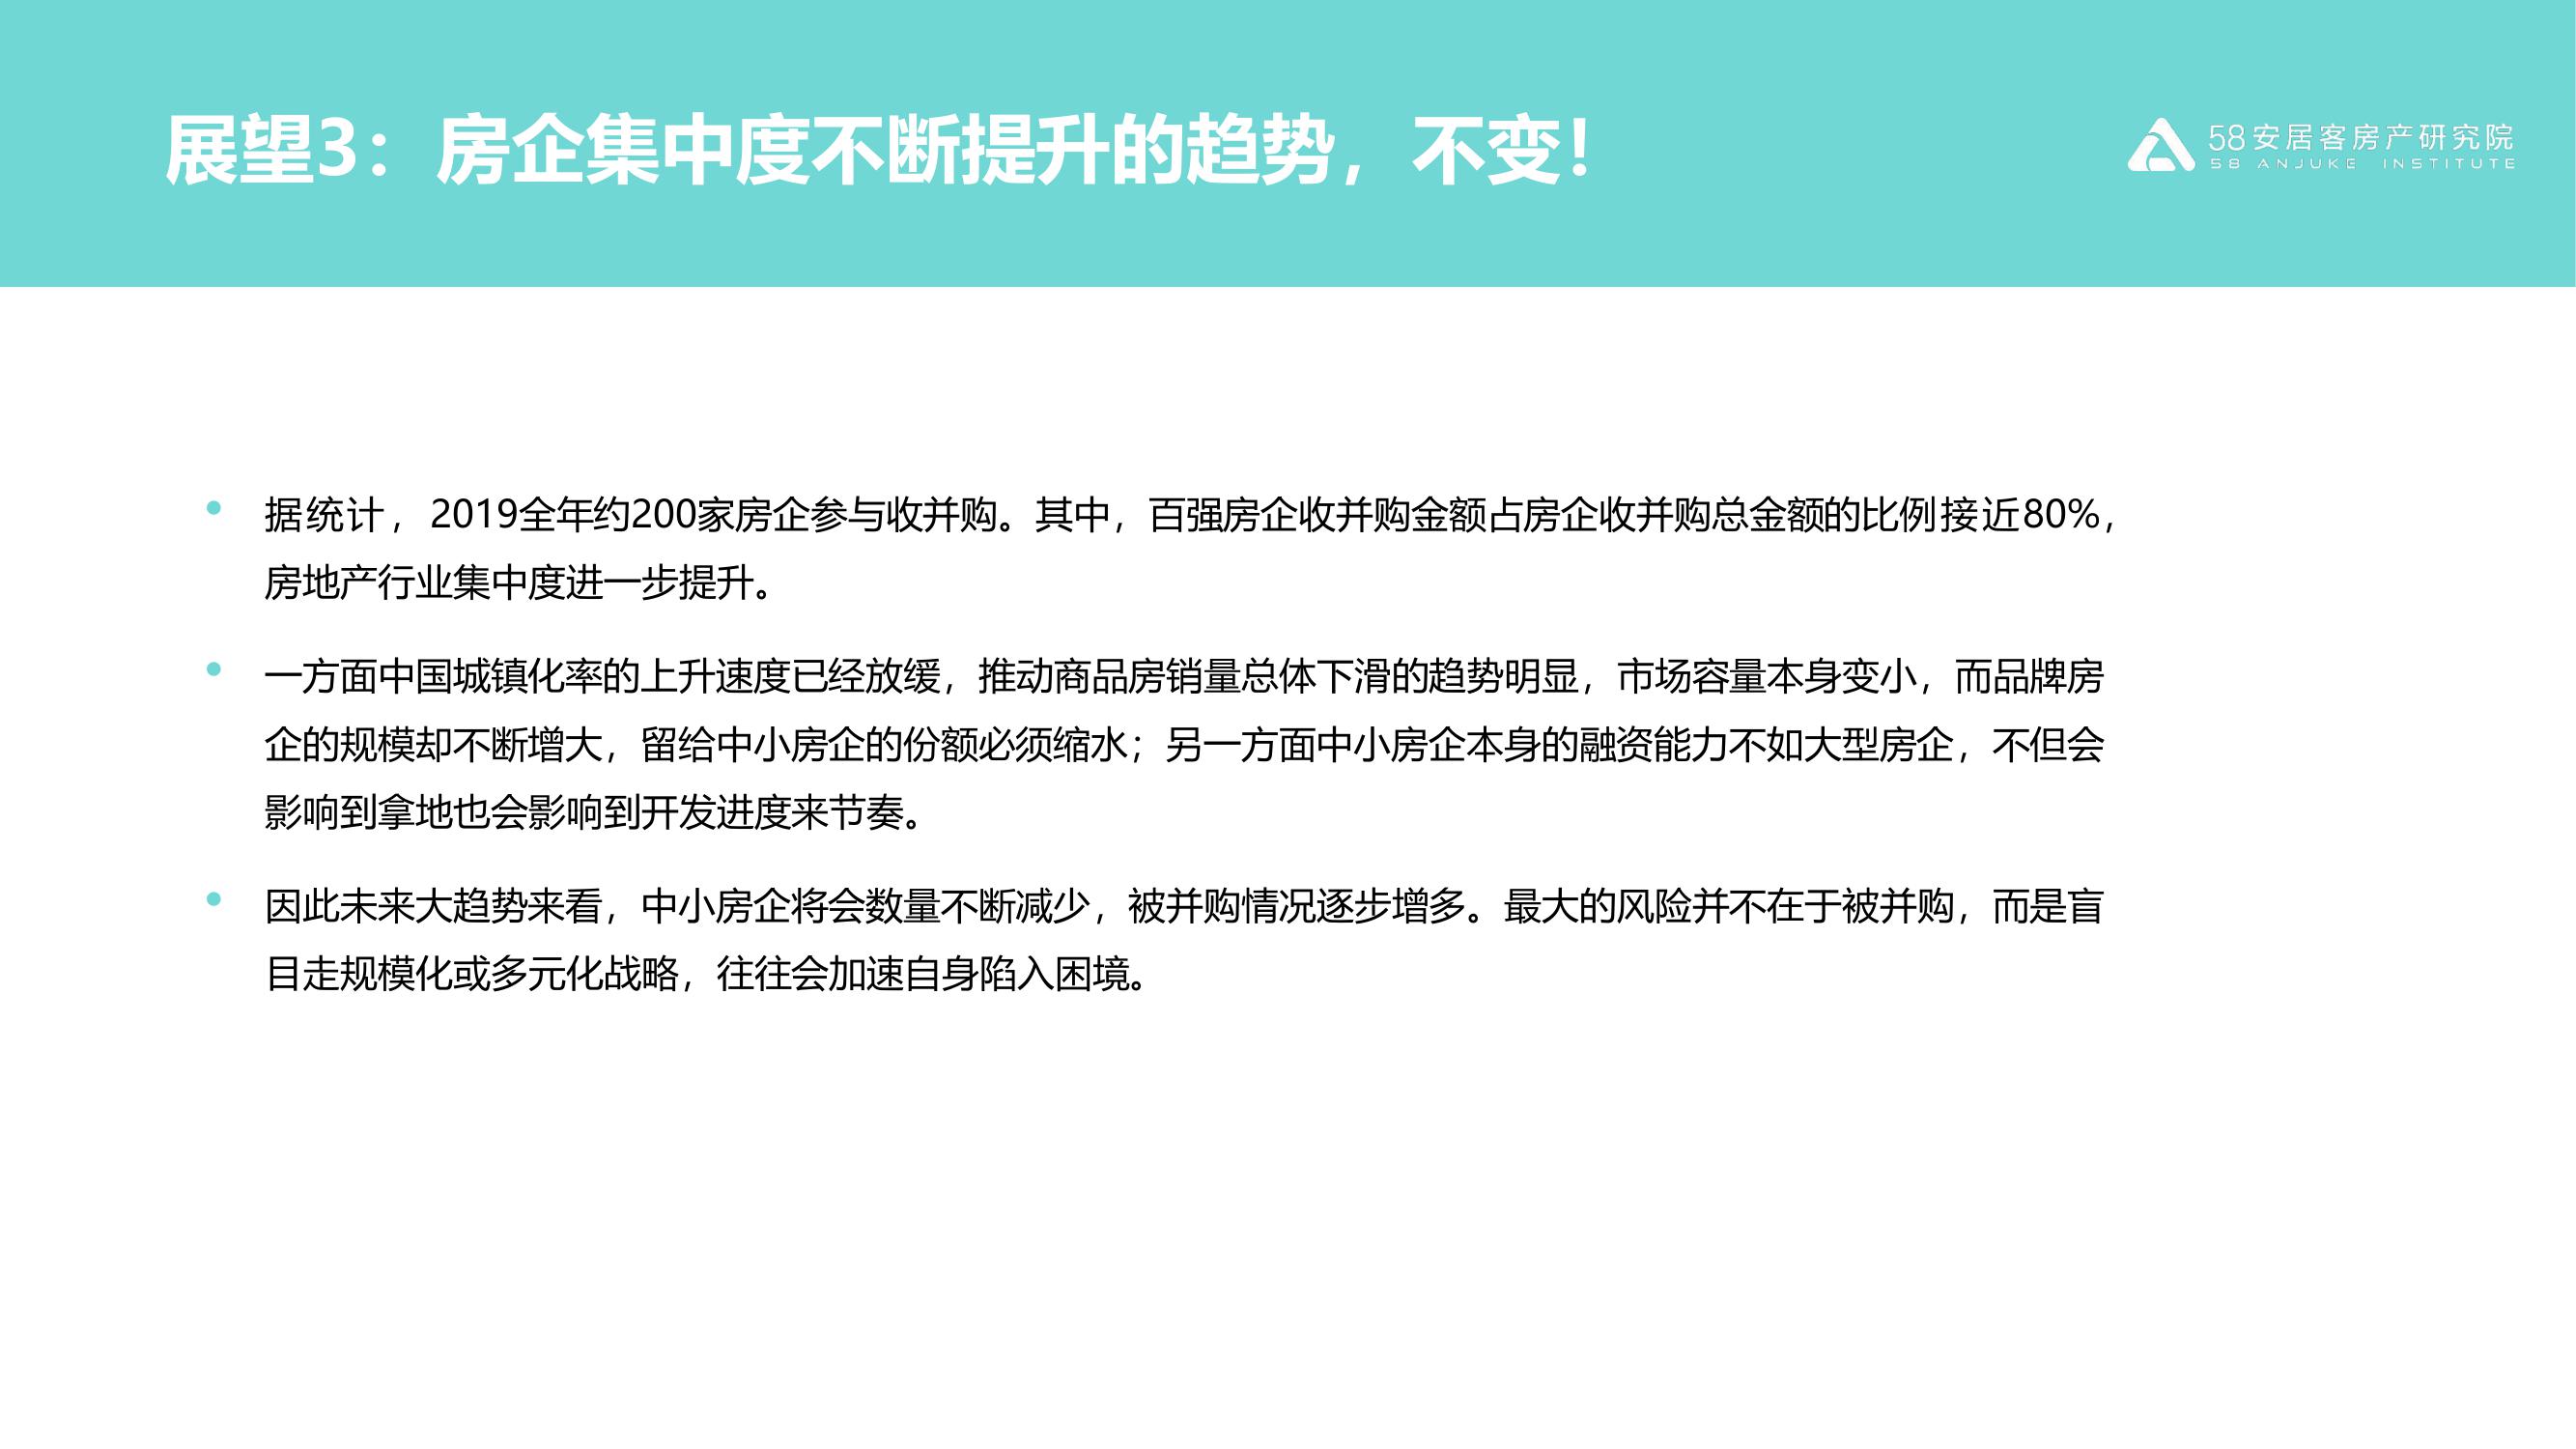 展望3：房企集中度不断提升的趋势，不变！
58安居客房产研究院
58 ANJUKE INSTITUTE
• 据统计，2019全年约200家房企参与收并购。其中，百强房企收并购金额占房企收并购总金额的比例接近80%，
房地产行业集中度进一步提升。
• 一方面中国城镇化率的上升速度已经放缓，推动商品房销量总体下滑的趋势明显，市场容量本身变小，而品牌房
企的规模却不断增大，留给中小房企的份额必须缩水；另一方面中小房企本身的融资能力不如大型房企，不但会
影响到拿地也会影响到开发进度来节奏。
• 因此未来大趋势来看，中小房企将会数量不断减少，被并购情况逐步增多。最大的风险并不在于被并购，而是盲
目走规模化或多元化战略，往往会加速自身陷入困境。